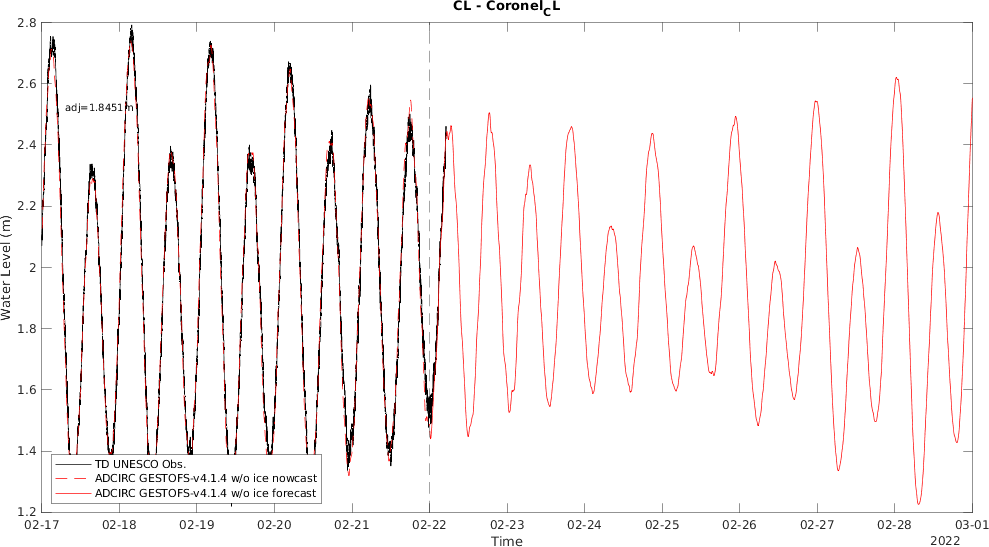 CL - Coronel_CL
2.8
2.6
2.4
2.2
2
1.8
1.6
1.4
1.2
Water Level (m)
adj=1.8451 m
TD UNESCO Obs.
ADCIRC GESTOFS-v4.1.4 w/o ice nowcast
ADCIRC GESTOFS-v4.1.4 w/o ice forecast
02-17 02-18 02-19 02-20 02-21 02-22 02-23 02-24 02-25 02-26 02-27 02-28 03-01
Time
2022